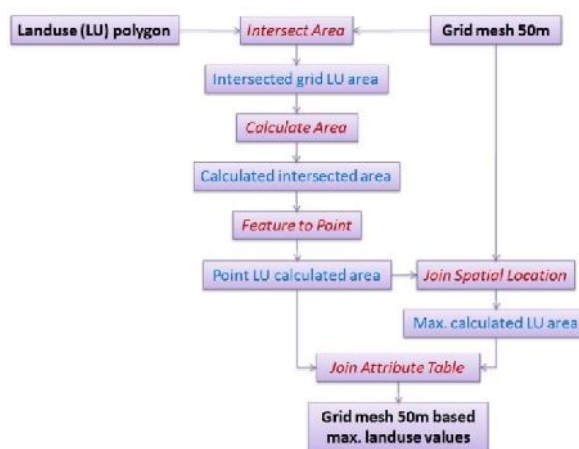 Landuse (LU) polygon
Intersect Area
Grid mesh 50m
Intersected grid LU area
Calculate Area
Calculated intersected area
Feature to Point
Point LU calculated area
Join Spatial Location
Max. calculated LU area
Join Attribute Table
Grid mesh 50m based
max. landuse values